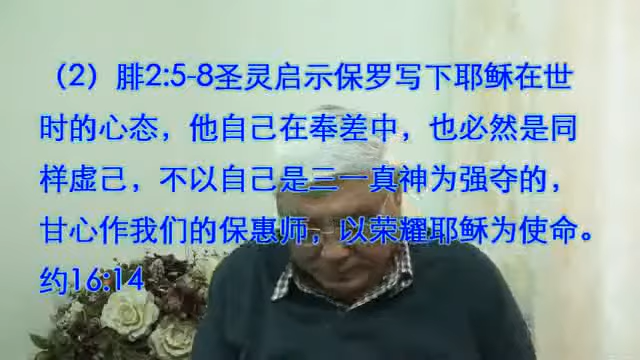 （2）腓2:5-8圣灵启示保罗写下耶稣在世
时的心态，他自己在奉差中，也必然是同
样虚己，不以自己是三一真神为强夺的，
甘心作我们的保惠师，以荣耀耶稣为使命。
约16:14